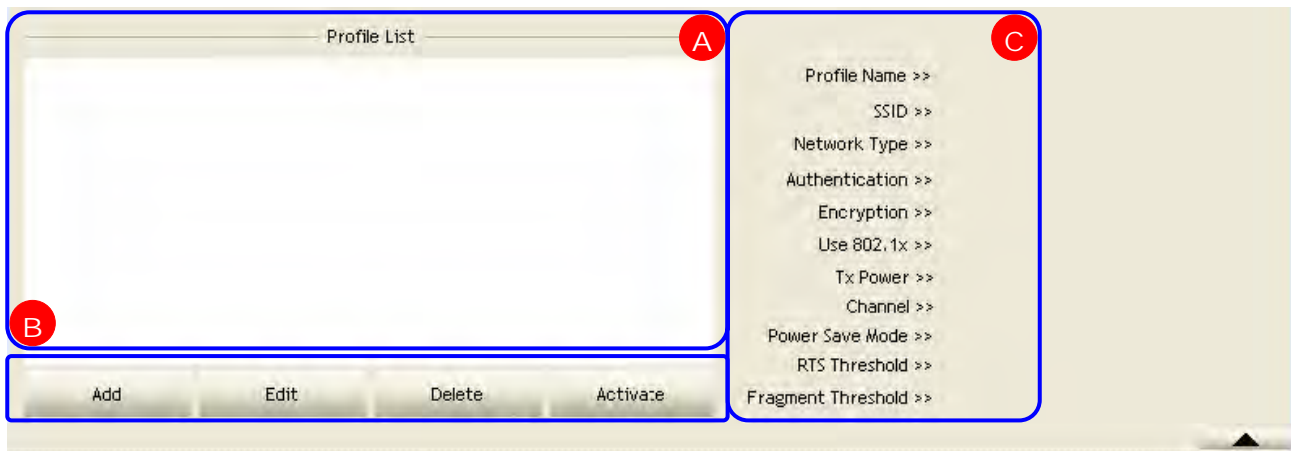 Profile List
A
B
Add Edit Delete Activate
C
Profile Name >>
SSID >>
Network Type >>
Authentication >>
Encryption >>
Use 802.1x >>
Tx Power >>
Channel >>
Power Save Mode >>
RTS Threshold >>
Fragment Threshold >>